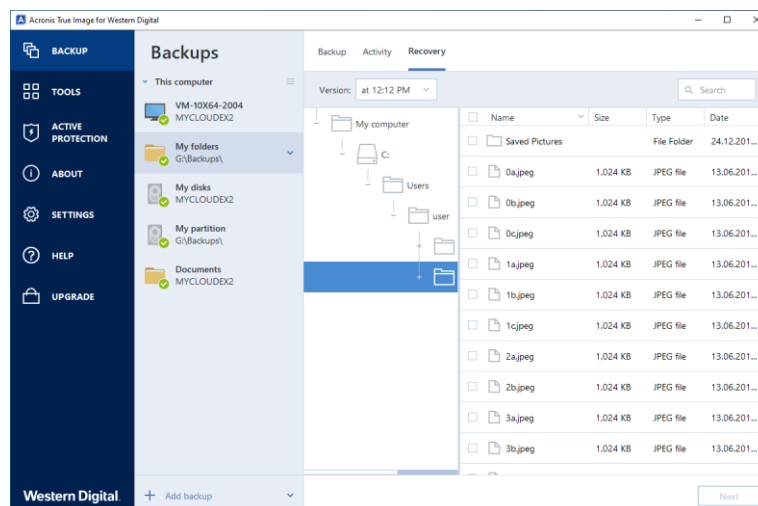 Acronis True Image for Western Digital
BACKUP
TOOLS
ACTIVE
PROTECTION
ABOUT
SETTINGS
HELP
UPGRADE
Western Digital.
Backups
This computer
VM-10X64-2004
MYCLOUDEX2
My folders
G:\Backups\
My disks
MYCLOUDEX2
My partition
G:\Backups\
Documents
MYCLOUDEX2
Add backup
Backup Activity Recovery
Version: at 12:12 PM Search
My computer
C:
Users
user
Name Size Type Date
Saved Pictures File Folder 24.12.201...
0a.jpeg 1,024 KB JPEG file 13.06.201...
0b.jpeg 1,024 KB JPEG file 13.06.201...
0c.jpeg 1,024 KB JPEG file 13.06.201...
1a.jpeg 1,024 KB JPEG file 13.06.201...
1b.jpeg 1,024 KB JPEG file 13.06.201...
1c.jpeg 1,024 KB JPEG file 13.06.201...
2a.jpeg 1,024 KB JPEG file 13.06.201...
2b.jpeg 1,024 KB JPEG file 13.06.201...
3a.jpeg 1,024 KB JPEG file 13.06.201...
3b.jpeg 1,024 KB JPEG file 13.06.201...
Next